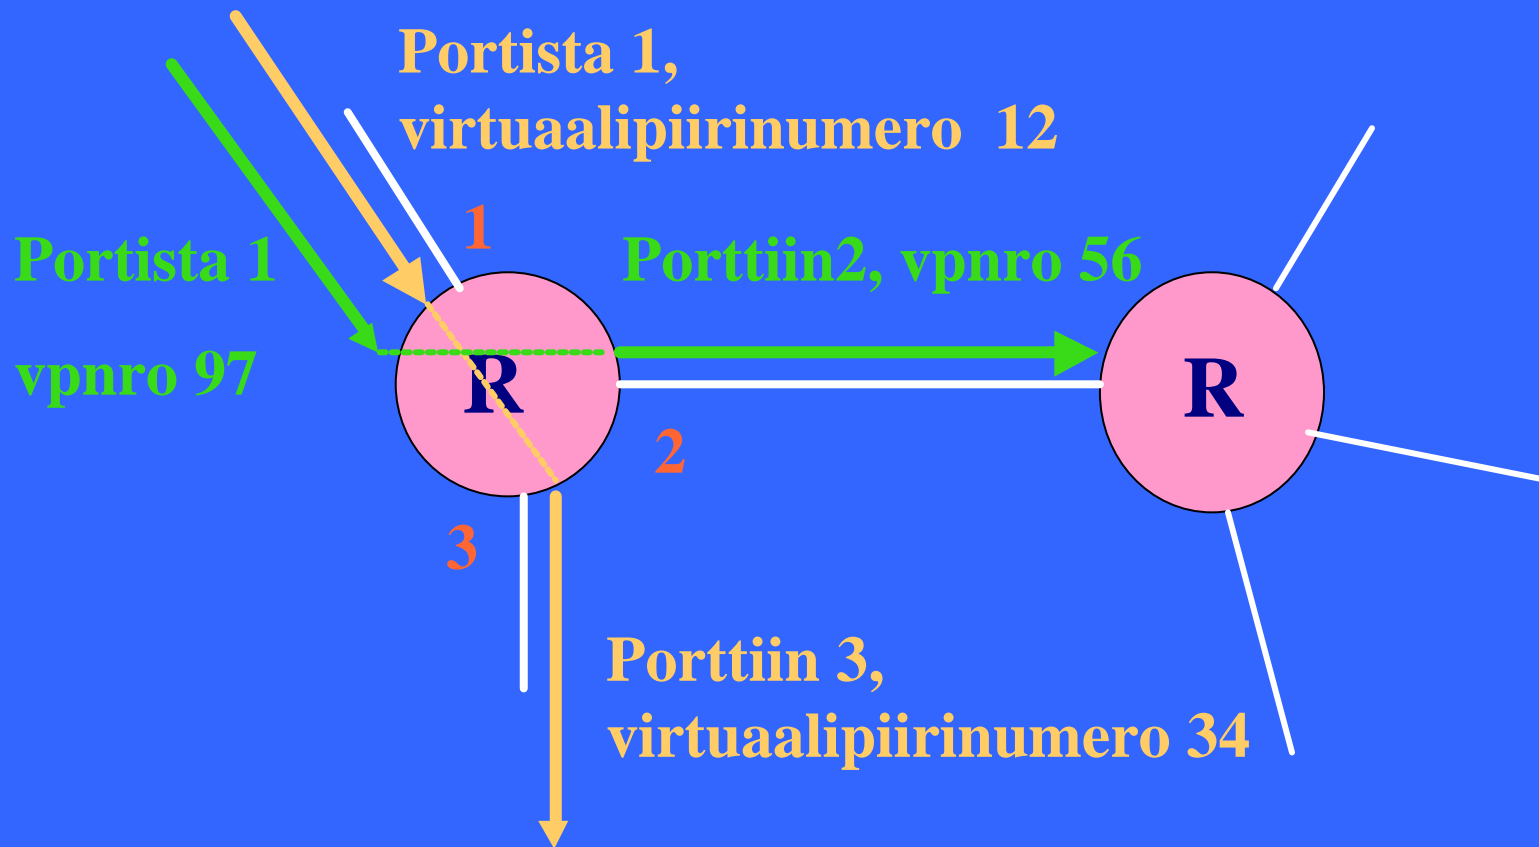 Portista 1,
virtuaalipiirinumero 12
1
Portista 1
Porttiin2, vpnro 56
vpnro 97
R
R
2
3
Porttiin 3,
virtuaalipiirinumero 34